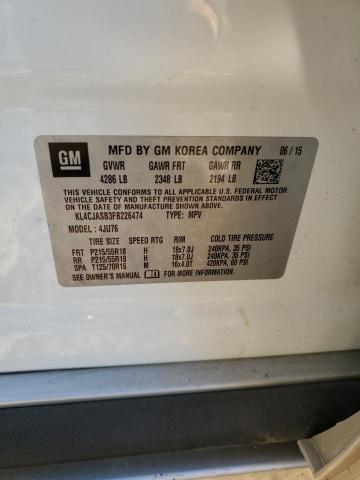 GM
MFD BY GM KOREA COMPANY 06 / 15
GVWR GAWR FRT GAWR RR
4286 LB 2348 LB 2194 LB
THIS VEHICLE CONFORMS TO ALL APPLICABLE U.S. FEDERAL MOTOR
VEHICLE SAFETY, BUMPER, AND THEFT PREVENTION STANDARDS IN
EFFECT ON THE DATE OF MANUFACTURE SHOWN ABOVE.
KL4CJASB3FB226474 TYPE: MPV
MODEL : 4JU76
TIRE SIZE SPEED RTG RIM COLD TIRE PRESSURE
FRT P215/55R18 H 18x7.0J 240KPA, 35 PSI
RR P215/55R18 H 18x7.0J 240KPA, 35 PSI
SPA T125/70R16 M 16x4.0T 420KPA, 60 PSI
SEE OWNER'S MANUAL FOR MORE INFORMATION.